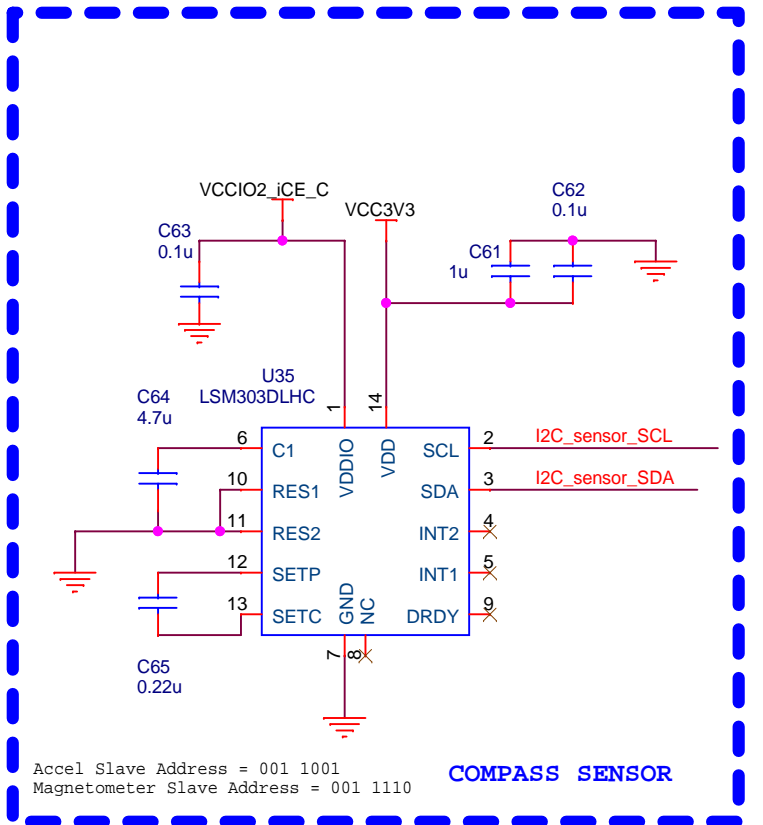 VCCIO2_iCE_C
C62
0.1u
VCC3V3
C63
0.1u
C61
1u
U35
LSM303DLHC
C64
4.7u
1
14
6
C1
VDDIO
VDD
SCL
2
I2C_sensor_SCL
10
RES1
SDA
3
I2C_sensor_SDA
11
RES2
INT2
4
12
SETP
INT1
5
13
SETC
GND
NC
DRDY
9
7
8
C65
0.22u
Accel Slave Address = 001 1001
Magnetometer Slave Address = 001 1110
COMPASS SENSOR